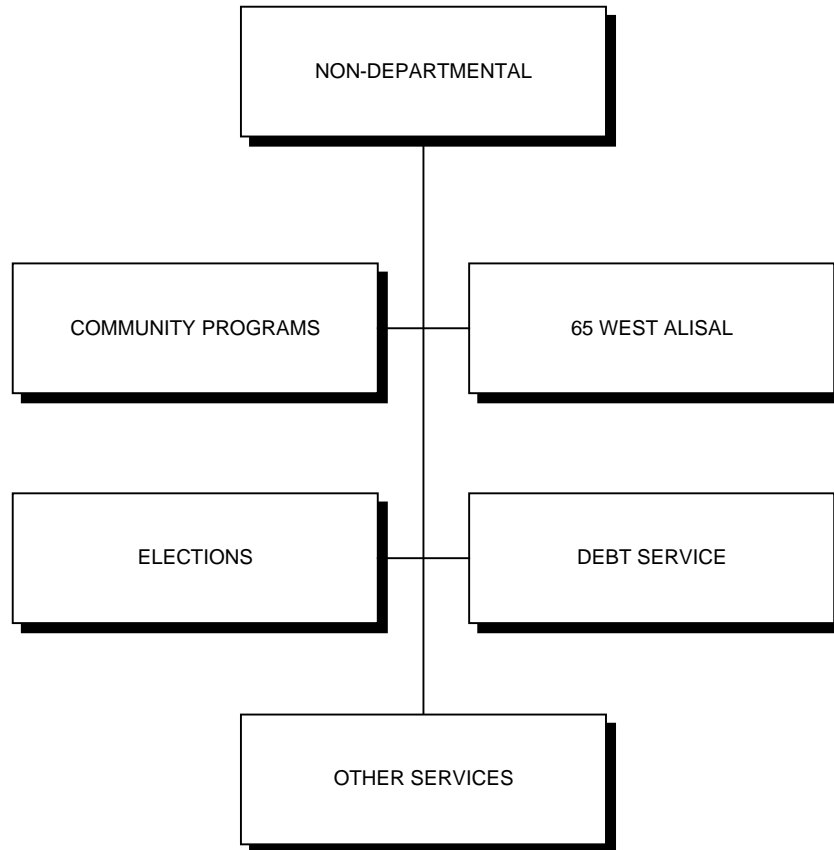 NON-DEPARTMENTAL
COMMUNITY PROGRAMS
65 WEST ALISAL
ELECTIONS
DEBT SERVICE
OTHER SERVICES